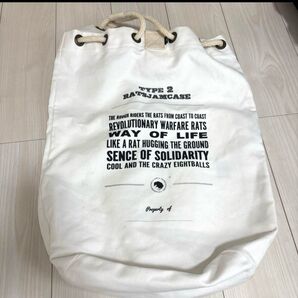 TYPE 2
RATSJAMCASE
THE ROUGH RIDERS THE RATS FROM COAST TO COAST
REVOLUTIONARY WARFARE RATS
WAY OF LIFE
LIKE A RAT HUGGING THE GROUND
SENCE OF SOLIDARITY
COOL AND THE CRAZY EIGHTBALLS
Property of